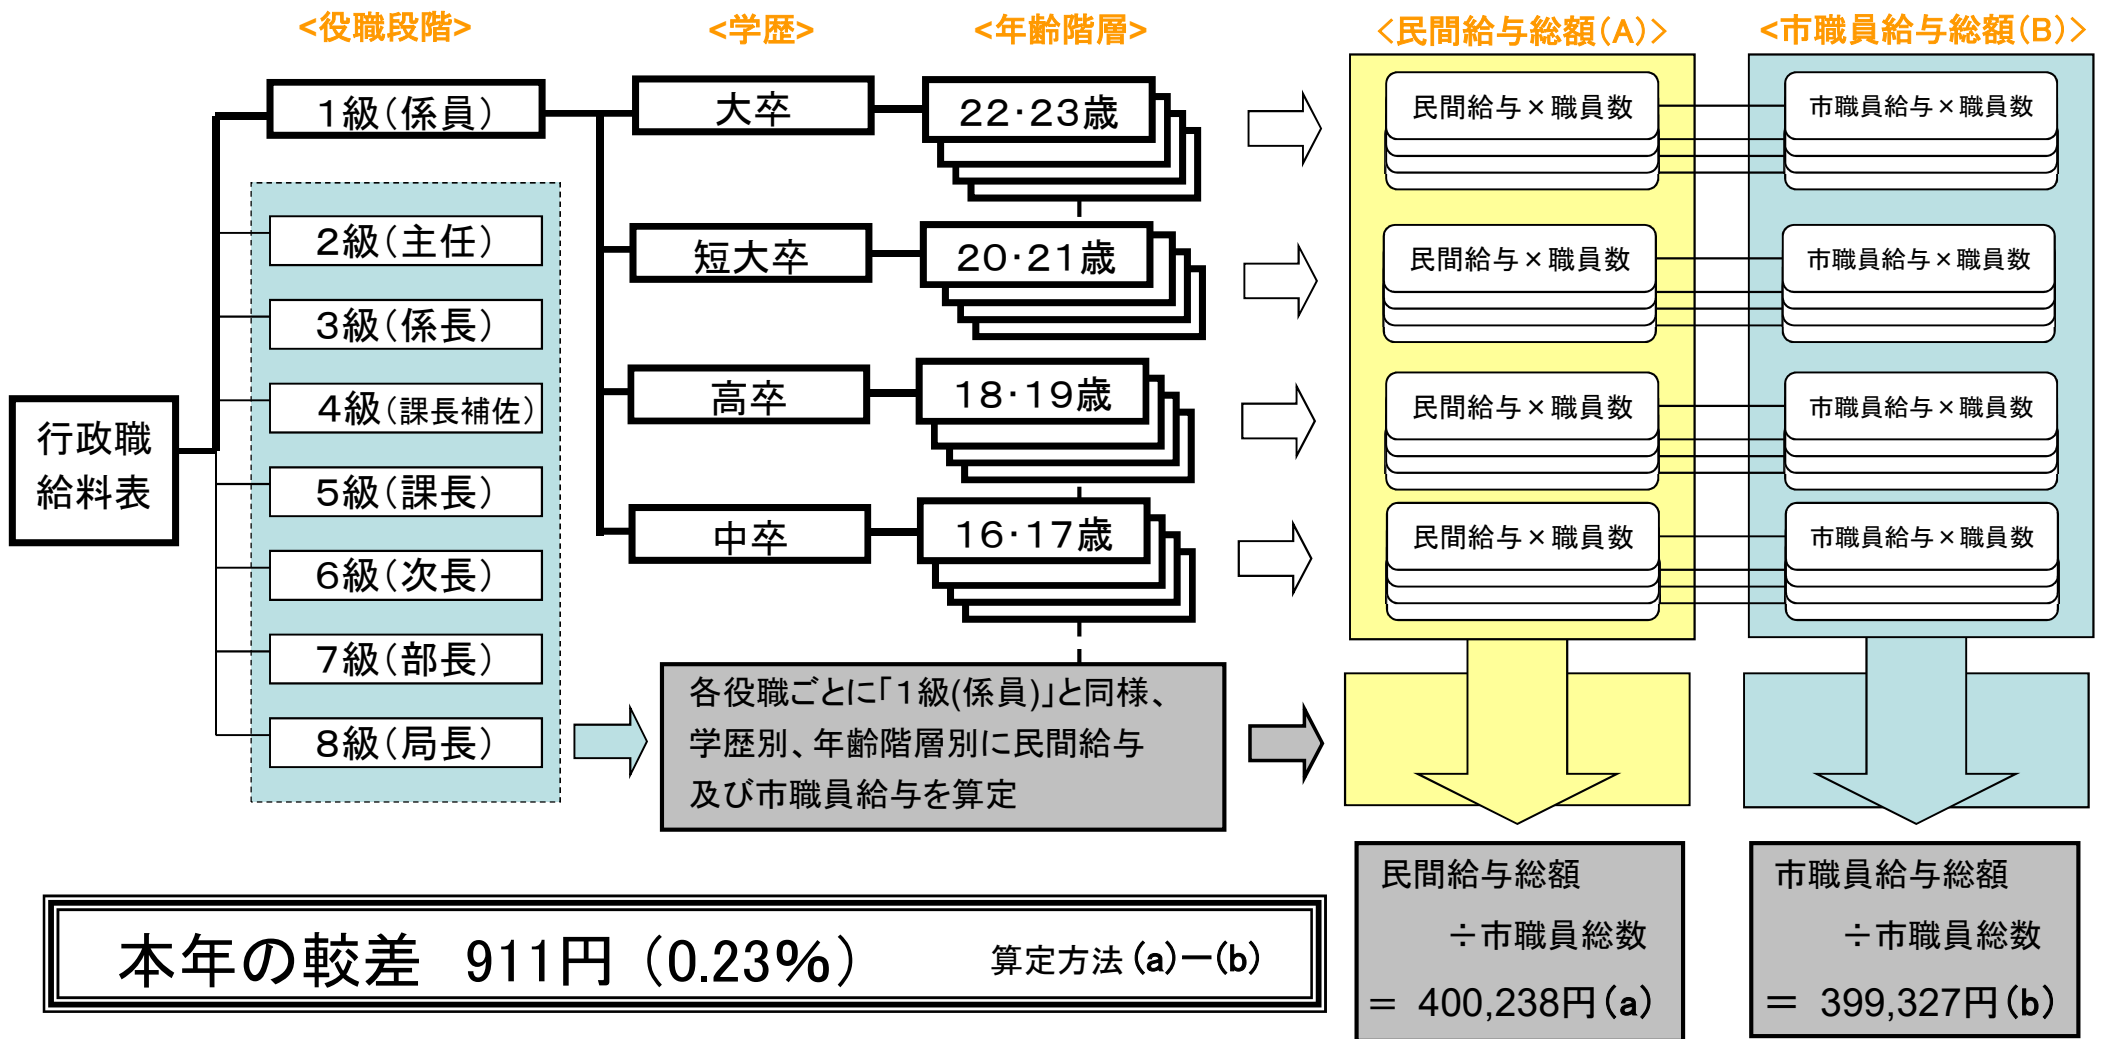 <役職段階>
<学歴>
<年齢階層>
<民間給与総額(A)>
<市職員給与総額(B)>
行政職
給料表
1級(係員)
2級(主任)
3級(係長)
4級(課長補佐)
5級(課長)
6級(次長)
7級(部長)
8級(局長)
大卒
22・23歳
民間給与×職員数
市職員給与×職員数
短大卒
20・21歳
民間給与×職員数
市職員給与×職員数
高卒
18・19歳
民間給与×職員数
市職員給与×職員数
中卒
16・17歳
民間給与×職員数
市職員給与×職員数
各役職ごとに「1級(係員)」と同様、
学歴別、年齢階層別に民間給与
及び市職員給与を算定
民間給与総額
÷市職員総数
= 400,238円(a)
市職員給与総額
÷市職員総数
= 399,327円(b)
本年の較差 911円 (0.23%) 算定方法(a)ー(b)